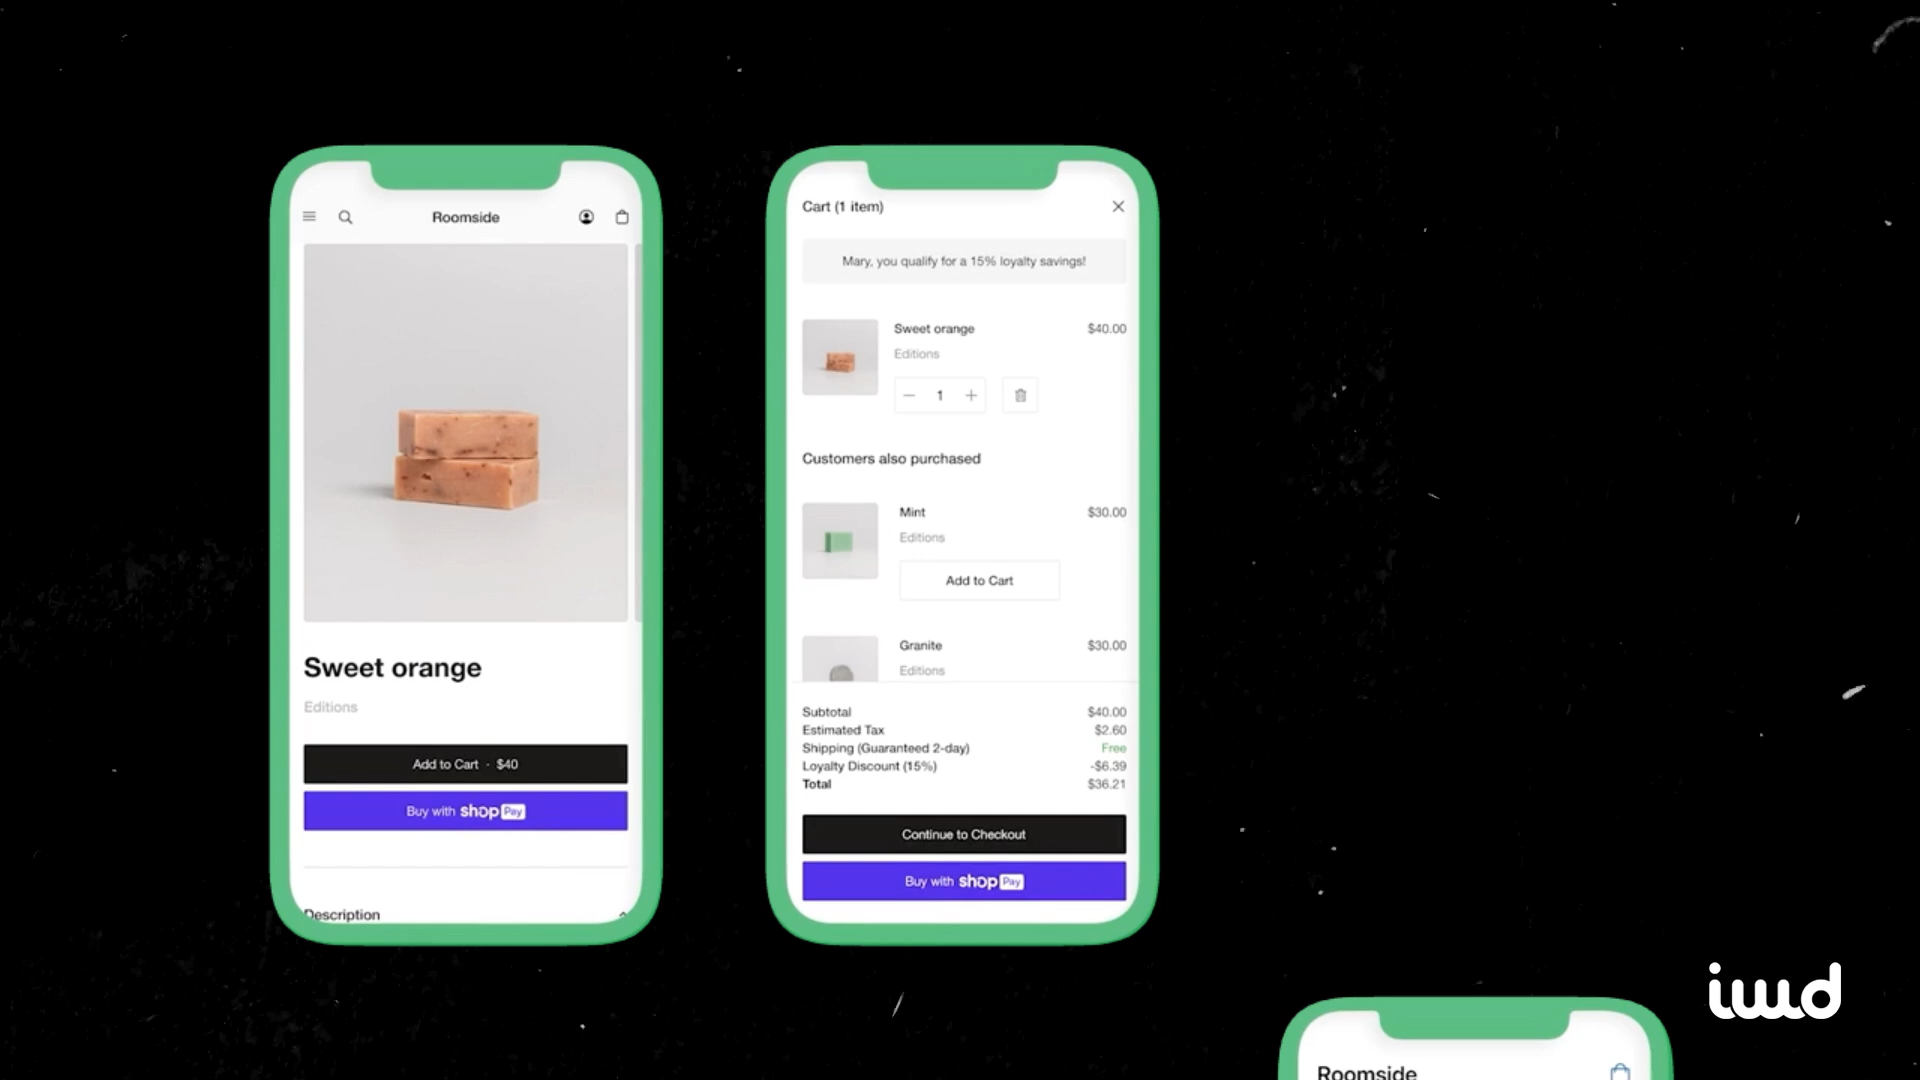 Roomside
Sweet orange
Editions
Add to Cart · $40
Buy with shop Pay
Description
Cart (1 item)
Mary, you qualify for a 15% loyalty savings!
Sweet orange $40.00
Editions
1
Customers also purchased
Mint $30.00
Editions
Add to Cart
Granite $30.00
Editions
Subtotal $40.00
Estimated Tax $2.60
Shipping (Guaranteed 2-day) Free
Loyalty Discount (15%) -$6.39
Total $36.21
Continue to Checkout
Buy with shop Pay
Roomside
iwd